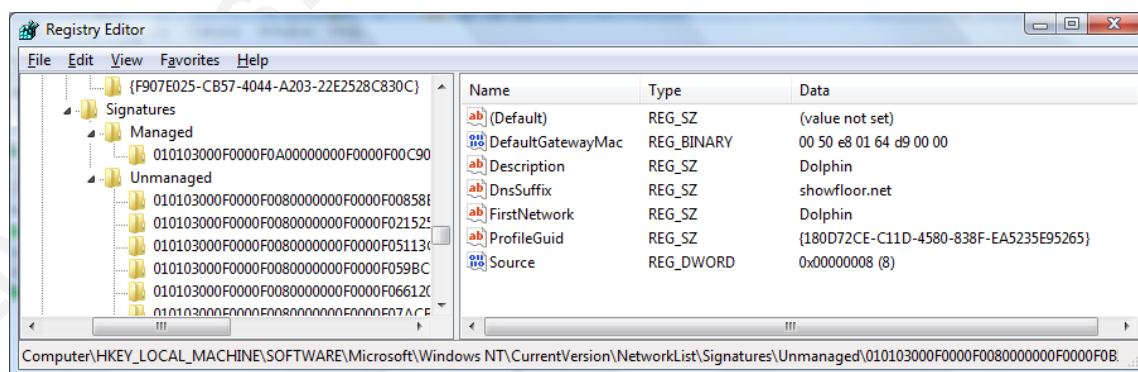 Registry Editor
File Edit View Favorites Help
{F907E025-CB57-4044-A203-22E2528C830C}
Signatures
Managed
010103000F0000F0A00000000F0000F00C90
Unmanaged
010103000F0000F0080000000F0000F00858E
010103000F0000F0080000000F0000F021525
010103000F0000F0080000000F0000F05113
010103000F0000F0080000000F0000F059BC
010103000F0000F0080000000F0000F06612
010103000F0000F0080000000F0000F07ACF
Name Type Data
(Default) REG_SZ (value not set)
DefaultGatewayMac REG_BINARY 00 50 e8 01 64 d9 00 00
Description REG_SZ Dolphin
DnsSuffix REG_SZ showfloor.net
FirstNetwork REG_SZ Dolphin
ProfileGuid REG_SZ {180D72CE-C11D-4580-838F-EA5235E95265}
Source REG_DWORD 0x00000008 (8)
Computer\HKEY_LOCAL_MACHINE\SOFTWARE\Microsoft\Windows NT\CurrentVersion\NetworkList\Signatures\Unmanaged\010103000F0000F0080000000F0000F0B